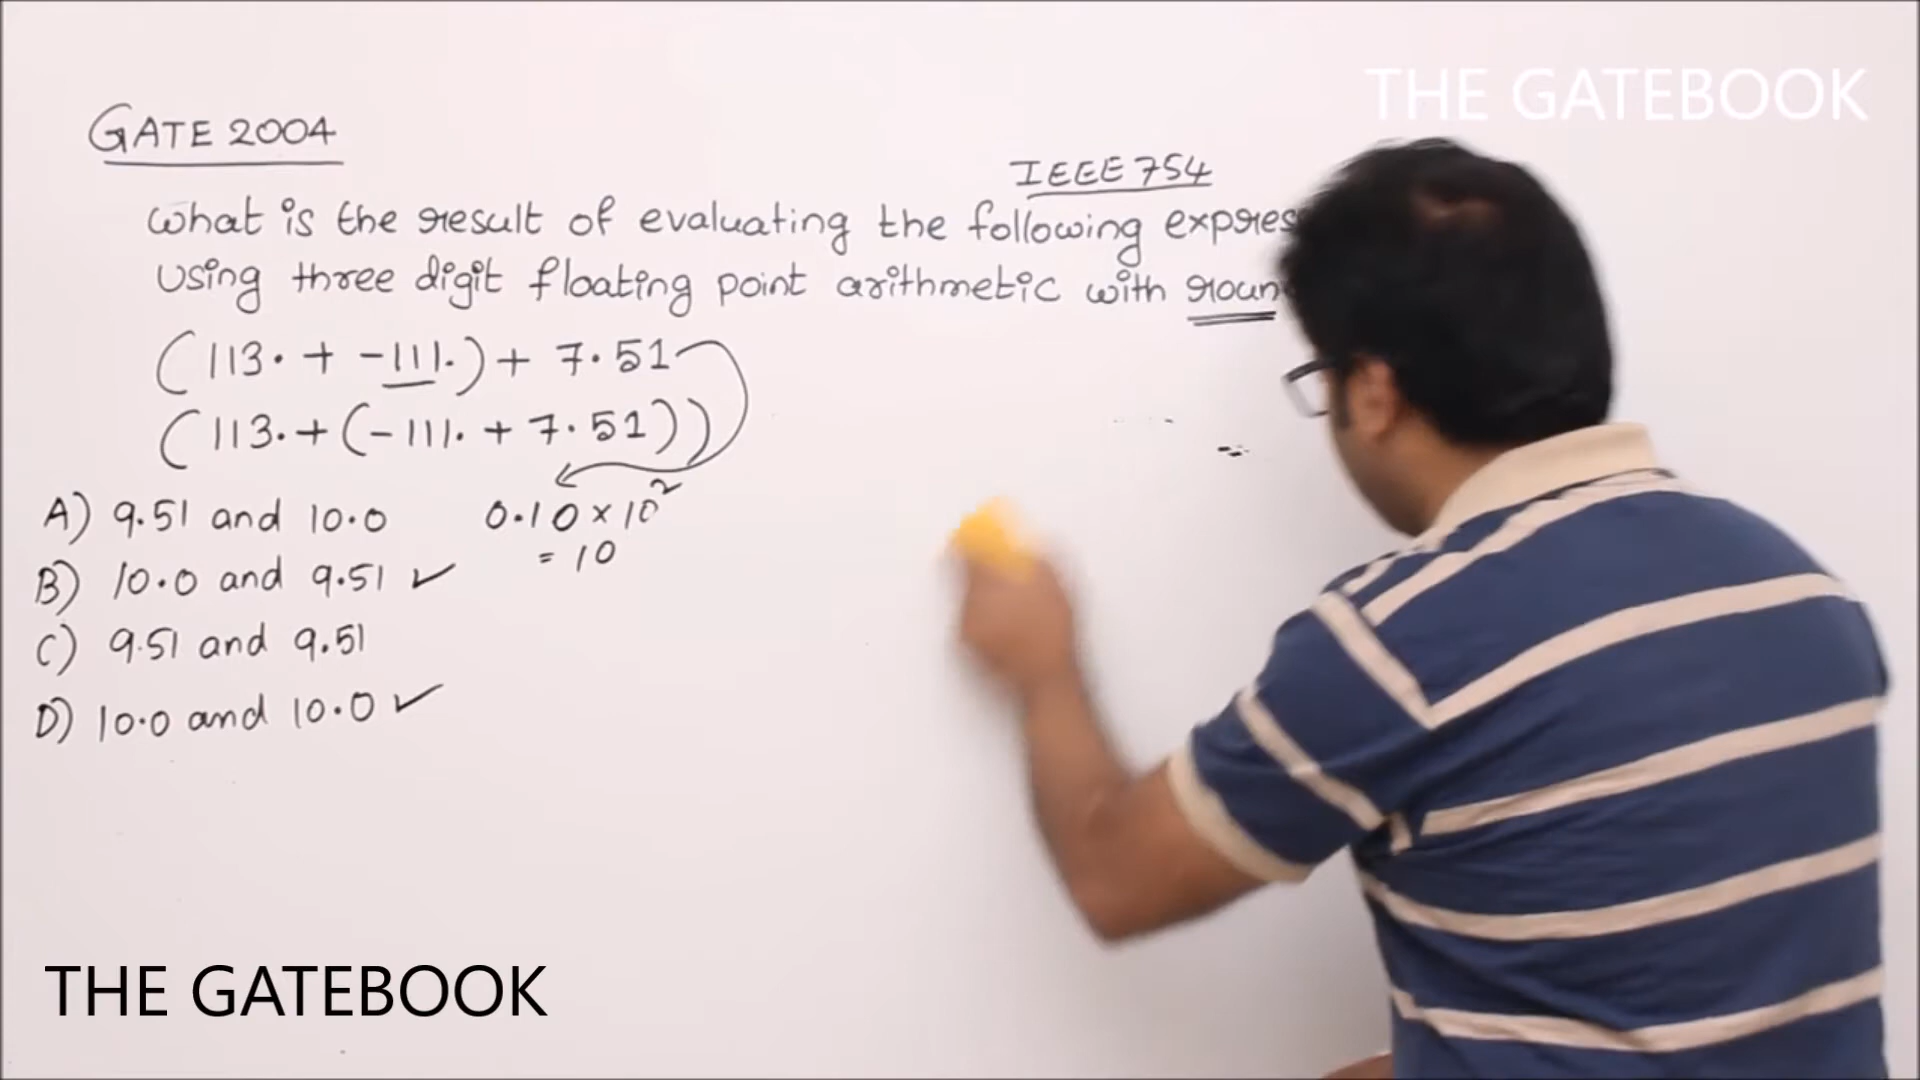 THE GATEBOOK
GATE 2004
IEEE 754
What is the result of evaluating the following
Using three digit floating point arithmetic with
(113. + -111.) + 7.51
(113. + (-111. + 7.51))
A) 9.51 and 10.0
0.10 × 10²
= 10
B) 10.0 and 9.51 ✓
C) 9.51 and 9.51
D) 10.0 and 10.0 ✓
THE GATEBOOK